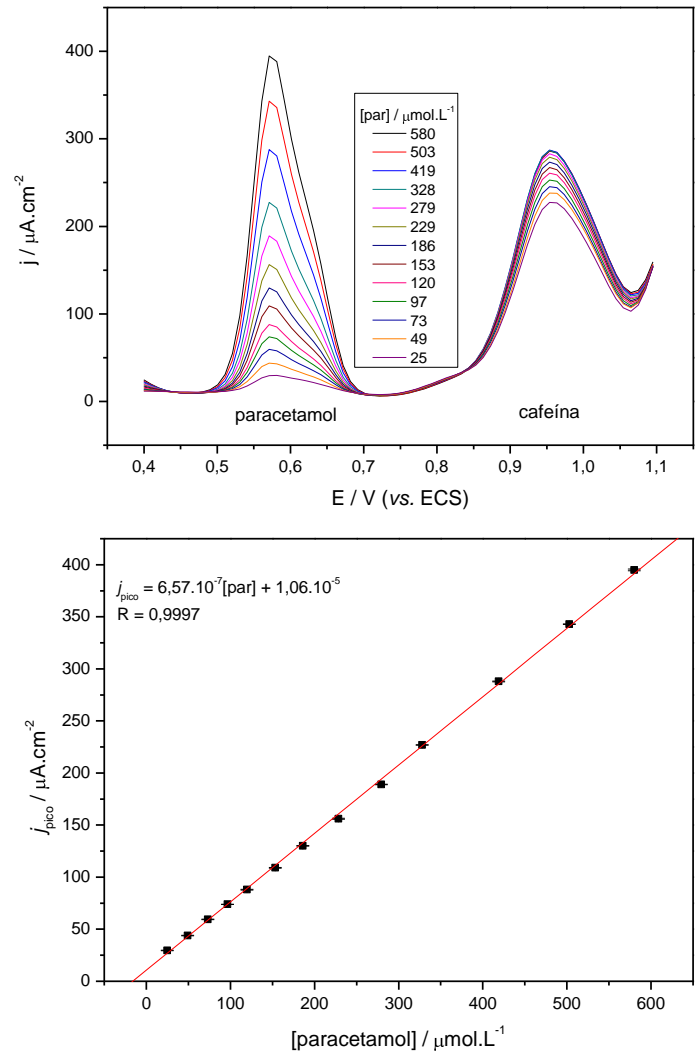 400
300
200
100
0
j / μA.cm⁻²
[par] / μmol.L⁻¹
580
503
419
328
279
229
186
153
120
97
73
49
25
paracetamol
cafeína
0,4 0,5 0,6 0,7 0,8 0,9 1,0 1,1
E / V (vs. ECS)
j_pico = 6,57.10⁻⁷[par] + 1,06.10⁻⁵
R = 0,9997
400
350
300
250
200
150
100
50
0
j_pico / μA.cm⁻²
0 100 200 300 400 500 600
[paracetamol] / μmol.L⁻¹